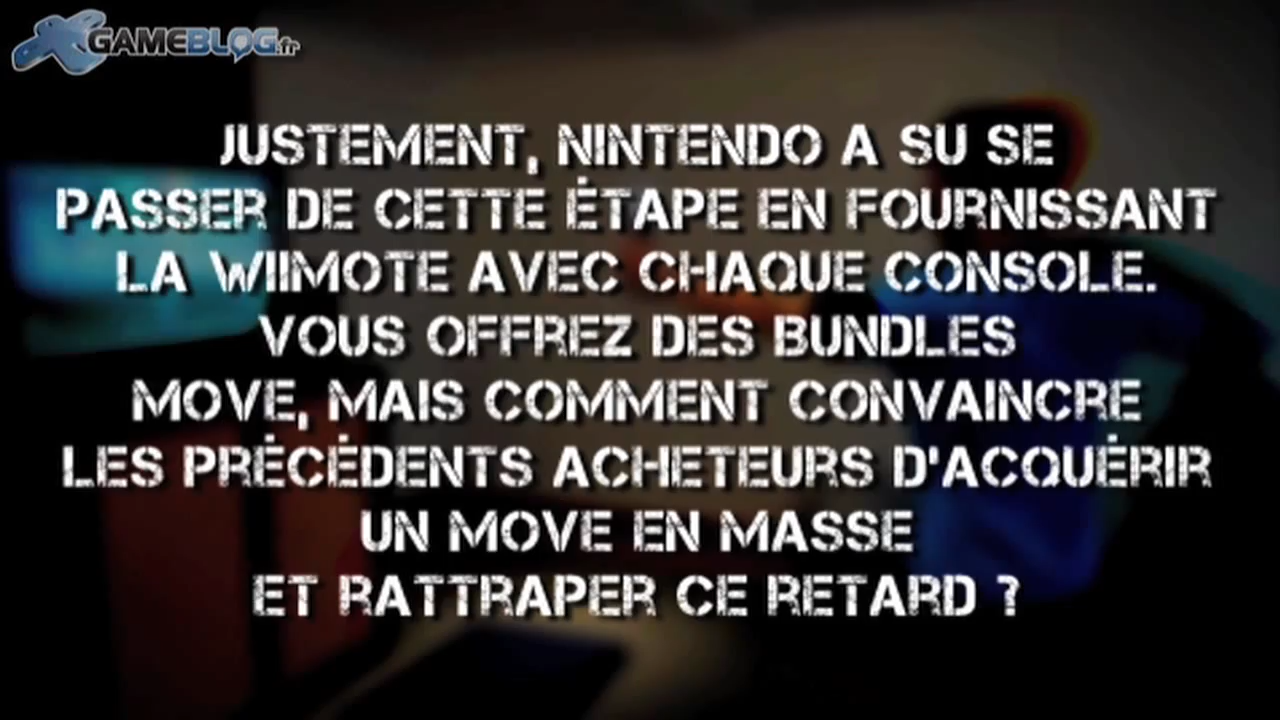 GAMEBLOG.fr
JUSTEMENT, NINTENDO A SU SE
PASSER DE CETTE ÉTAPE EN FOURNISSANT
LA WIIMOTE AVEC CHAQUE CONSOLE.
VOUS OFFREZ DES BUNDLES
MOVE, MAIS COMMENT CONVAINCRE
LES PRÉCÉDENTS ACHETEURS D'ACQUÉRIR
UN MOVE EN MASSE
ET RATTRAPER CE RETARD ?